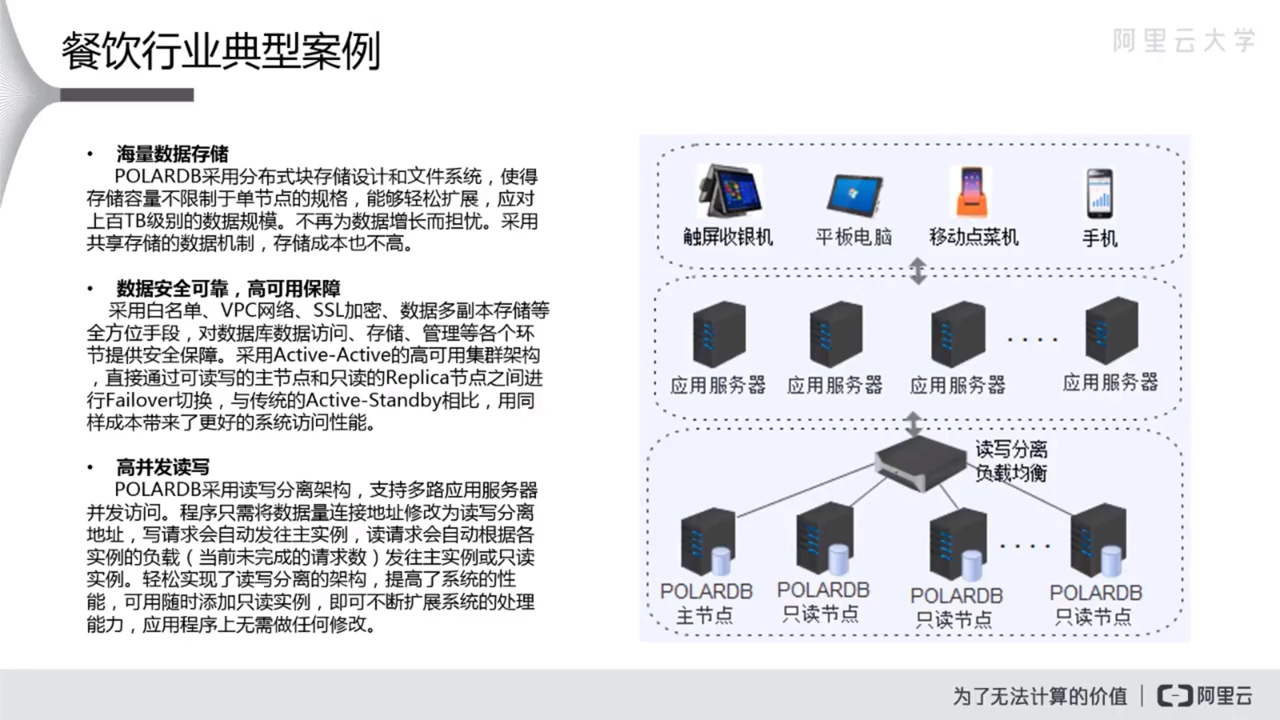 餐饮行业典型案例
阿里云大学
• 海量数据存储
POLARDB采用分布式块存储设计和文件系统，使得
存储容量不限制于单节点的规格，能够轻松扩展，应对
上百TB级别的数据规模。不再为数据增长而担忧。采用
共享存储的数据机制，存储成本也不高。
• 数据安全可靠，高可用保障
采用白名单、VPC网络、SSL加密、数据多副本存储等
全方位手段，对数据库数据访问、存储、管理等各个环
节提供安全保障。采用Active-Active的高可用集群架构
，直接通过可读写的主节点和只读的Replica节点之间进
行Failover切换，与传统的Active-Standby相比，用同
样成本带来了更好的系统访问性能。
• 高并发读写
POLARDB采用读写分离架构，支持多路应用服务器
并发访问。程序只需将数据量连接地址修改为读写分离
地址，写请求会自动发往主实例，读请求会自动根据各
实例的负载（当前未完成的请求数）发往主实例或只读
实例。轻松实现了读写分离的架构，提高了系统的性
能，可用随时添加只读实例，即可不断扩展系统的处理
能力，应用程序上无需做任何修改。
触屏收银机 平板电脑 移动点菜机 手机
应用服务器 应用服务器 应用服务器 应用服务器
读写分离
负载均衡
POLARDB POLARDB POLARDB POLARDB
主节点 只读节点 只读节点 只读节点
为了无法计算的价值 | 阿里云